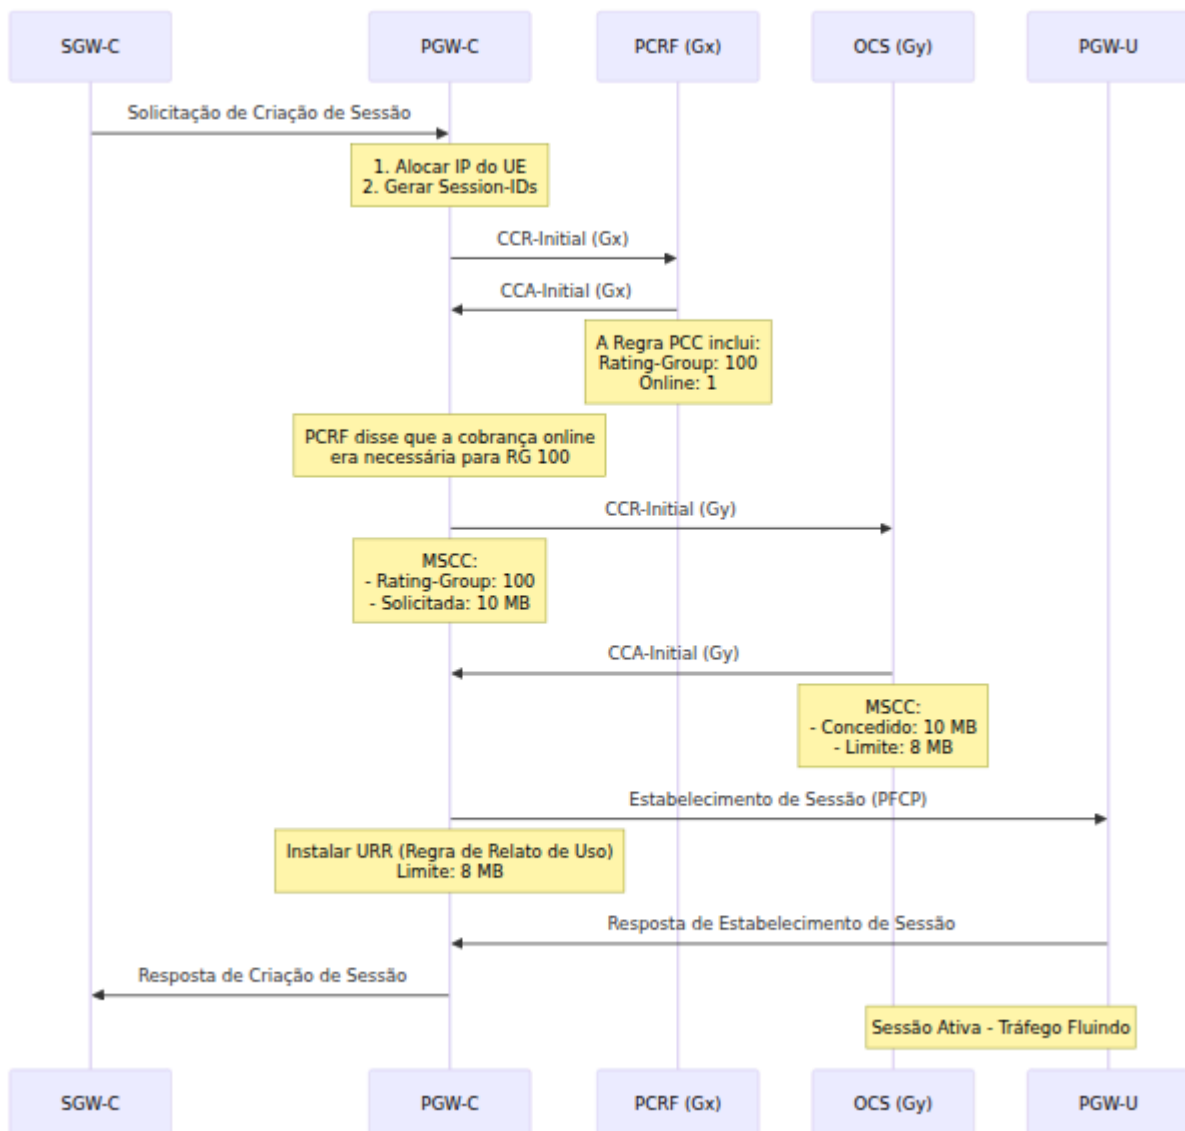 SGW-C
PGW-C
PCRF (Gx)
OCS (Gy)
PGW-U
Solicitação de Criação de Sessão
1. Alocar IP do UE
2. Gerar Session-IDs
CCR-Initial (Gx)
CCA-Initial (Gx)
A Regra PCC inclui:
Rating-Group: 100
Online: 1
PCRF disse que a cobrança online
era necessária para RG 100
CCR-Initial (Gy)
MSCC:
- Rating-Group: 100
- Solicitada: 10 MB
CCA-Initial (Gy)
MSCC:
- Concedido: 10 MB
- Limite: 8 MB
Estabelecimento de Sessão (PFCP)
Instalar URR (Regra de Relato de Uso)
Limite: 8 MB
Resposta de Estabelecimento de Sessão
Resposta de Criação de Sessão
Sessão Ativa - Tráfego Fluindo
SGW-C
PGW-C
PCRF (Gx)
OCS (Gy)
PGW-U